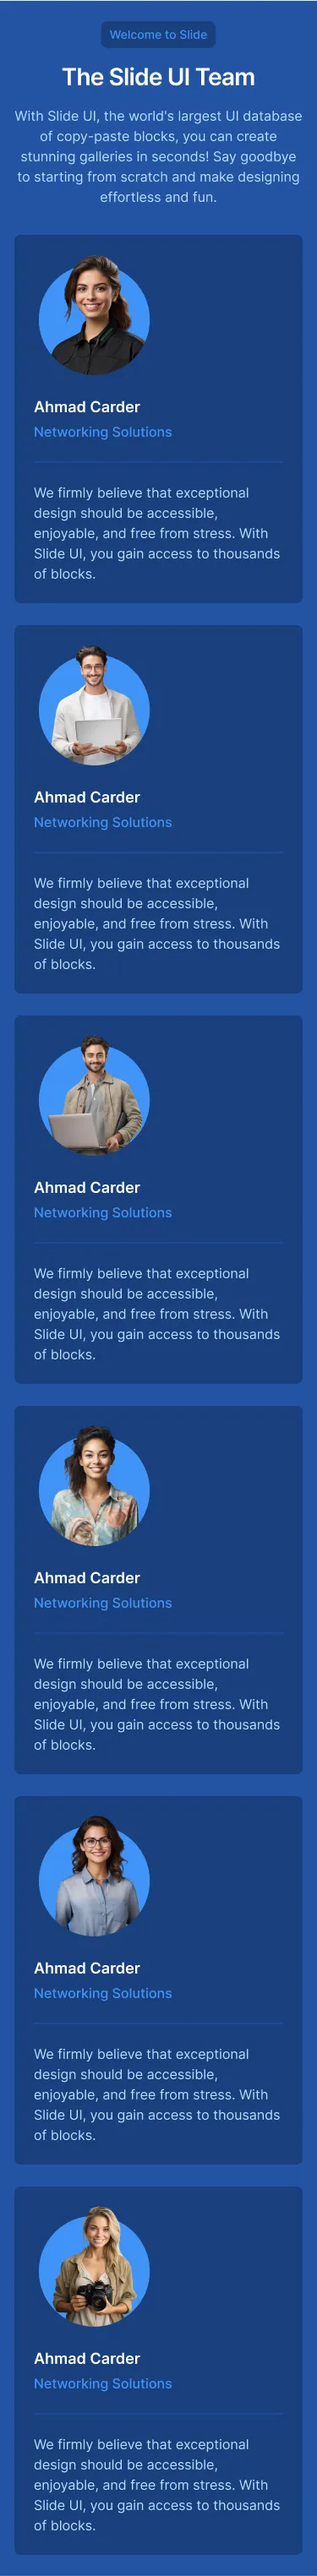 Welcome to Slide
The Slide UI Team
With Slide UI, the world's largest UI database
of copy-paste blocks, you can create
stunning galleries in seconds! Say goodbye
to starting from scratch and make designing
effortless and fun.
Ahmad Carder
Networking Solutions
We firmly believe that exceptional
design should be accessible,
enjoyable, and free from stress. With
Slide UI, you gain access to thousands
of blocks.
Ahmad Carder
Networking Solutions
We firmly believe that exceptional
design should be accessible,
enjoyable, and free from stress. With
Slide UI, you gain access to thousands
of blocks.
Ahmad Carder
Networking Solutions
We firmly believe that exceptional
design should be accessible,
enjoyable, and free from stress. With
Slide UI, you gain access to thousands
of blocks.
Ahmad Carder
Networking Solutions
We firmly believe that exceptional
design should be accessible,
enjoyable, and free from stress. With
Slide UI, you gain access to thousands
of blocks.
Ahmad Carder
Networking Solutions
We firmly believe that exceptional
design should be accessible,
enjoyable, and free from stress. With
Slide UI, you gain access to thousands
of blocks.
Ahmad Carder
Networking Solutions
We firmly believe that exceptional
design should be accessible,
enjoyable, and free from stress. With
Slide UI, you gain access to thousands
of blocks.